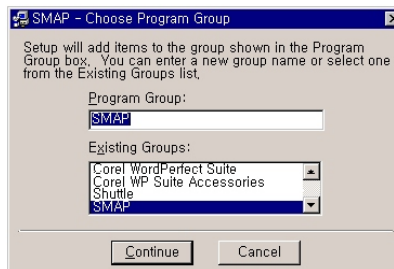 SMAP - Choose Program Group
Setup will add items to the group shown in the Program
Group box, You can enter a new group name or select one
from the Existing Groups list,
Program Group:
SMAP
Existing Groups:
Corel WordPerfect Suite
Corel WP Suite Accessories
Shuttle
SMAP
Continue
Cancel